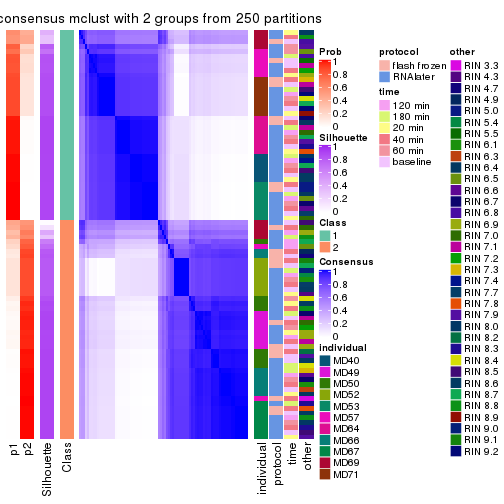 consensus mclust with 2 groups from 250 partitions
Prob
1
0.8
0.6
0.4
0.2
0
Silhouette
1
0.8
0.6
0.4
0.2
0
Class
1
2
Consensus
1
0.8
0.6
0.4
0.2
0
individual
MD40
MD49
MD50
MD52
MD53
MD57
MD64
MD66
MD67
MD69
MD71
protocol
flash frozen
RNAlater
time
120 min
180 min
20 min
40 min
60 min
baseline
other
RIN 3.3
RIN 4.3
RIN 4.7
RIN 4.9
RIN 5.0
RIN 5.4
RIN 5.5
RIN 6.1
RIN 6.3
RIN 6.4
RIN 6.5
RIN 6.6
RIN 6.7
RIN 6.8
RIN 6.9
RIN 7.0
RIN 7.1
RIN 7.2
RIN 7.3
RIN 7.4
RIN 7.7
RIN 7.8
RIN 7.9
RIN 8.0
RIN 8.2
RIN 8.3
RIN 8.4
RIN 8.5
RIN 8.6
RIN 8.7
RIN 8.8
RIN 8.9
RIN 9.0
RIN 9.1
RIN 9.2
p1
p2
Silhouette
Class
individual
protocol
time
other